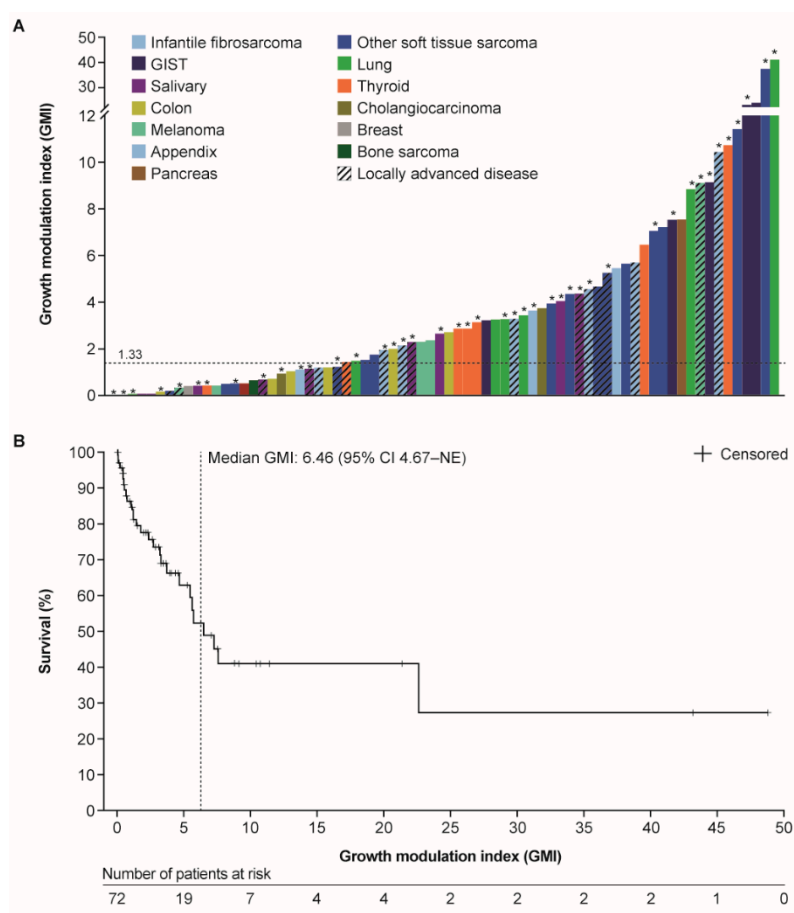 A
Infantile fibrosarcoma
GIST
Salivary
Colon
Melanoma
Appendix
Pancreas
Other soft tissue sarcoma
Lung
Thyroid
Cholangiocarcinoma
Breast
Bone sarcoma
Locally advanced disease
Growth modulation index (GMI)
50
40
30
12
10
8
6
4
2
0
1.33
B
Median GMI: 6.46 (95% CI 4.67–NE)
Censored
Survival (%)
100
90
80
70
60
50
40
30
20
10
0
0 5 10 15 20 25 30 35 40 45 50
Growth modulation index (GMI)
Number of patients at risk
72 19 7 4 4 2 2 2 2 1 0